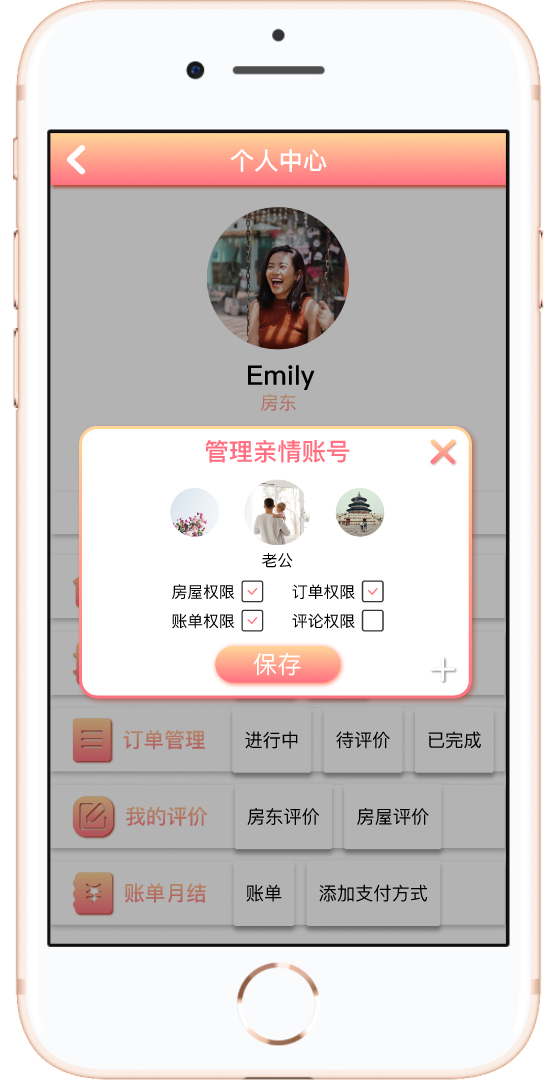 个人中心
Emily
房东
管理亲情账号
老公
房屋权限 订单权限
账单权限 评论权限
保存
订单管理 进行中 待评价 已完成
我的评价 房东评价 房屋评价
账单月结 账单 添加支付方式